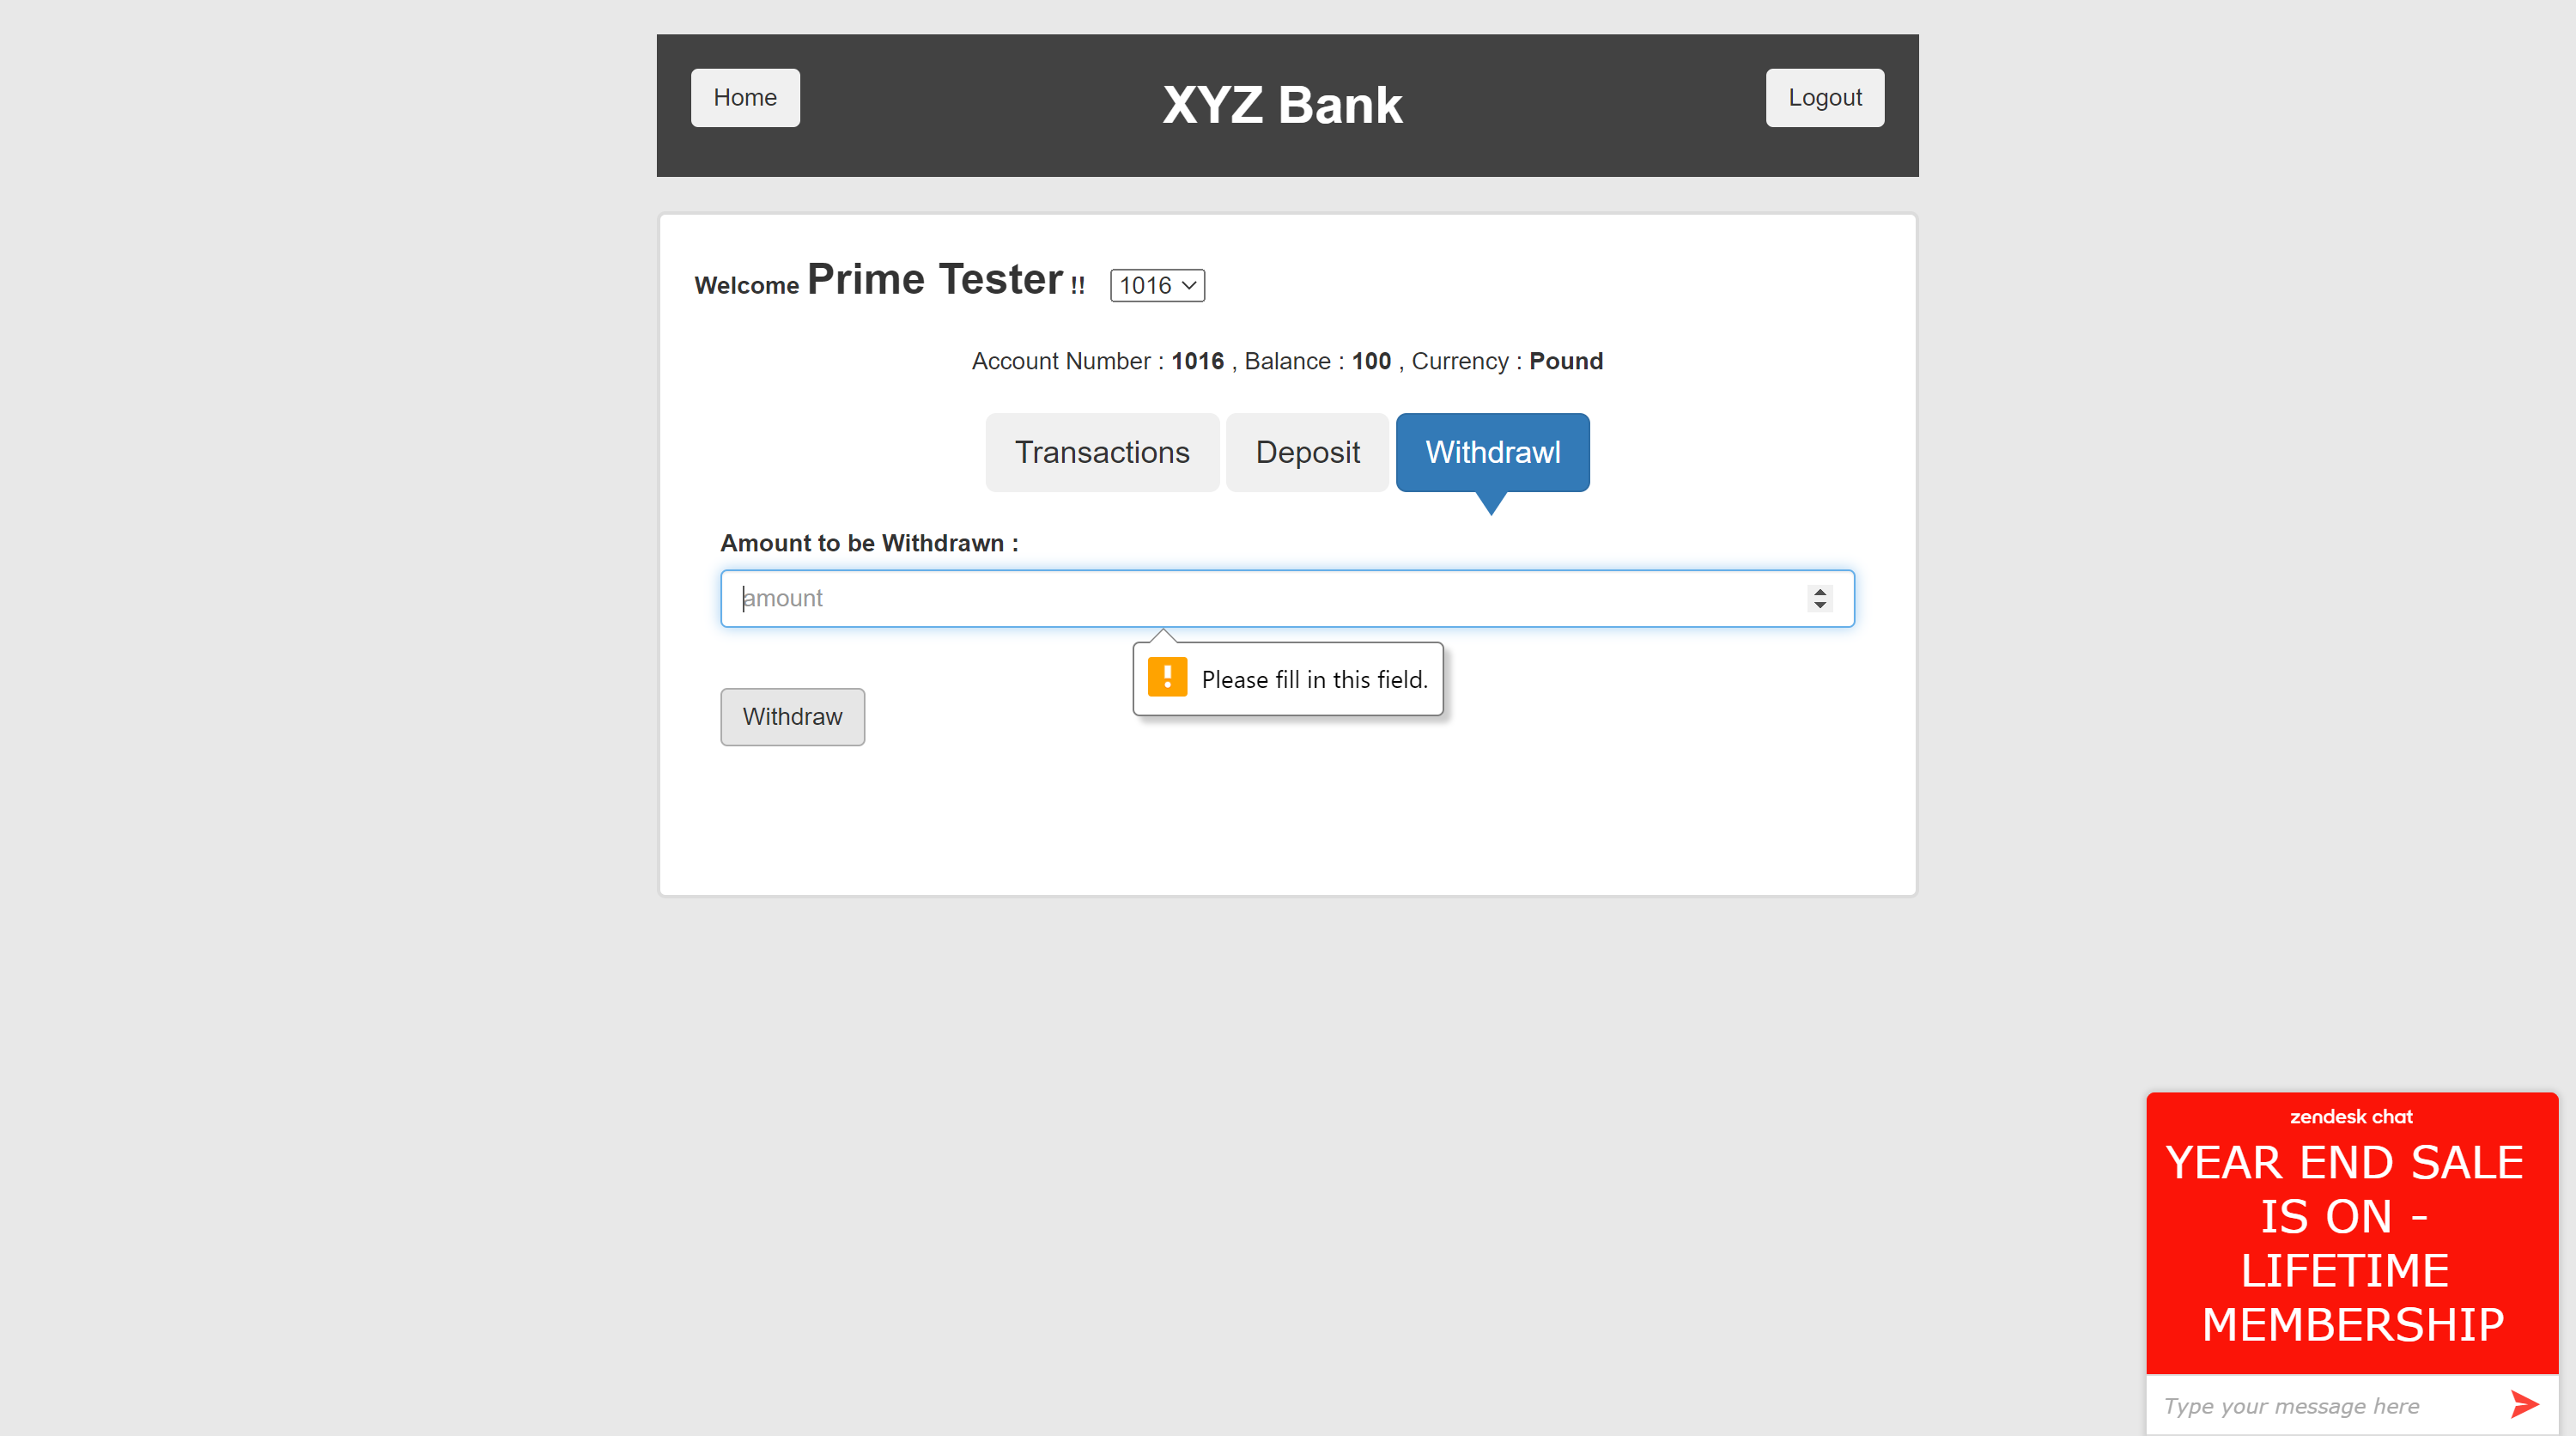 Home
XYZ Bank
Logout
Welcome Prime Tester !! 1016
Account Number : 1016 , Balance : 100 , Currency : Pound
Transactions
Deposit
Withdrawl
Amount to be Withdrawn :
amount
Please fill in this field.
Withdraw
zendesk chat
YEAR END SALE
IS ON -
LIFETIME
MEMBERSHIP
Type your message here